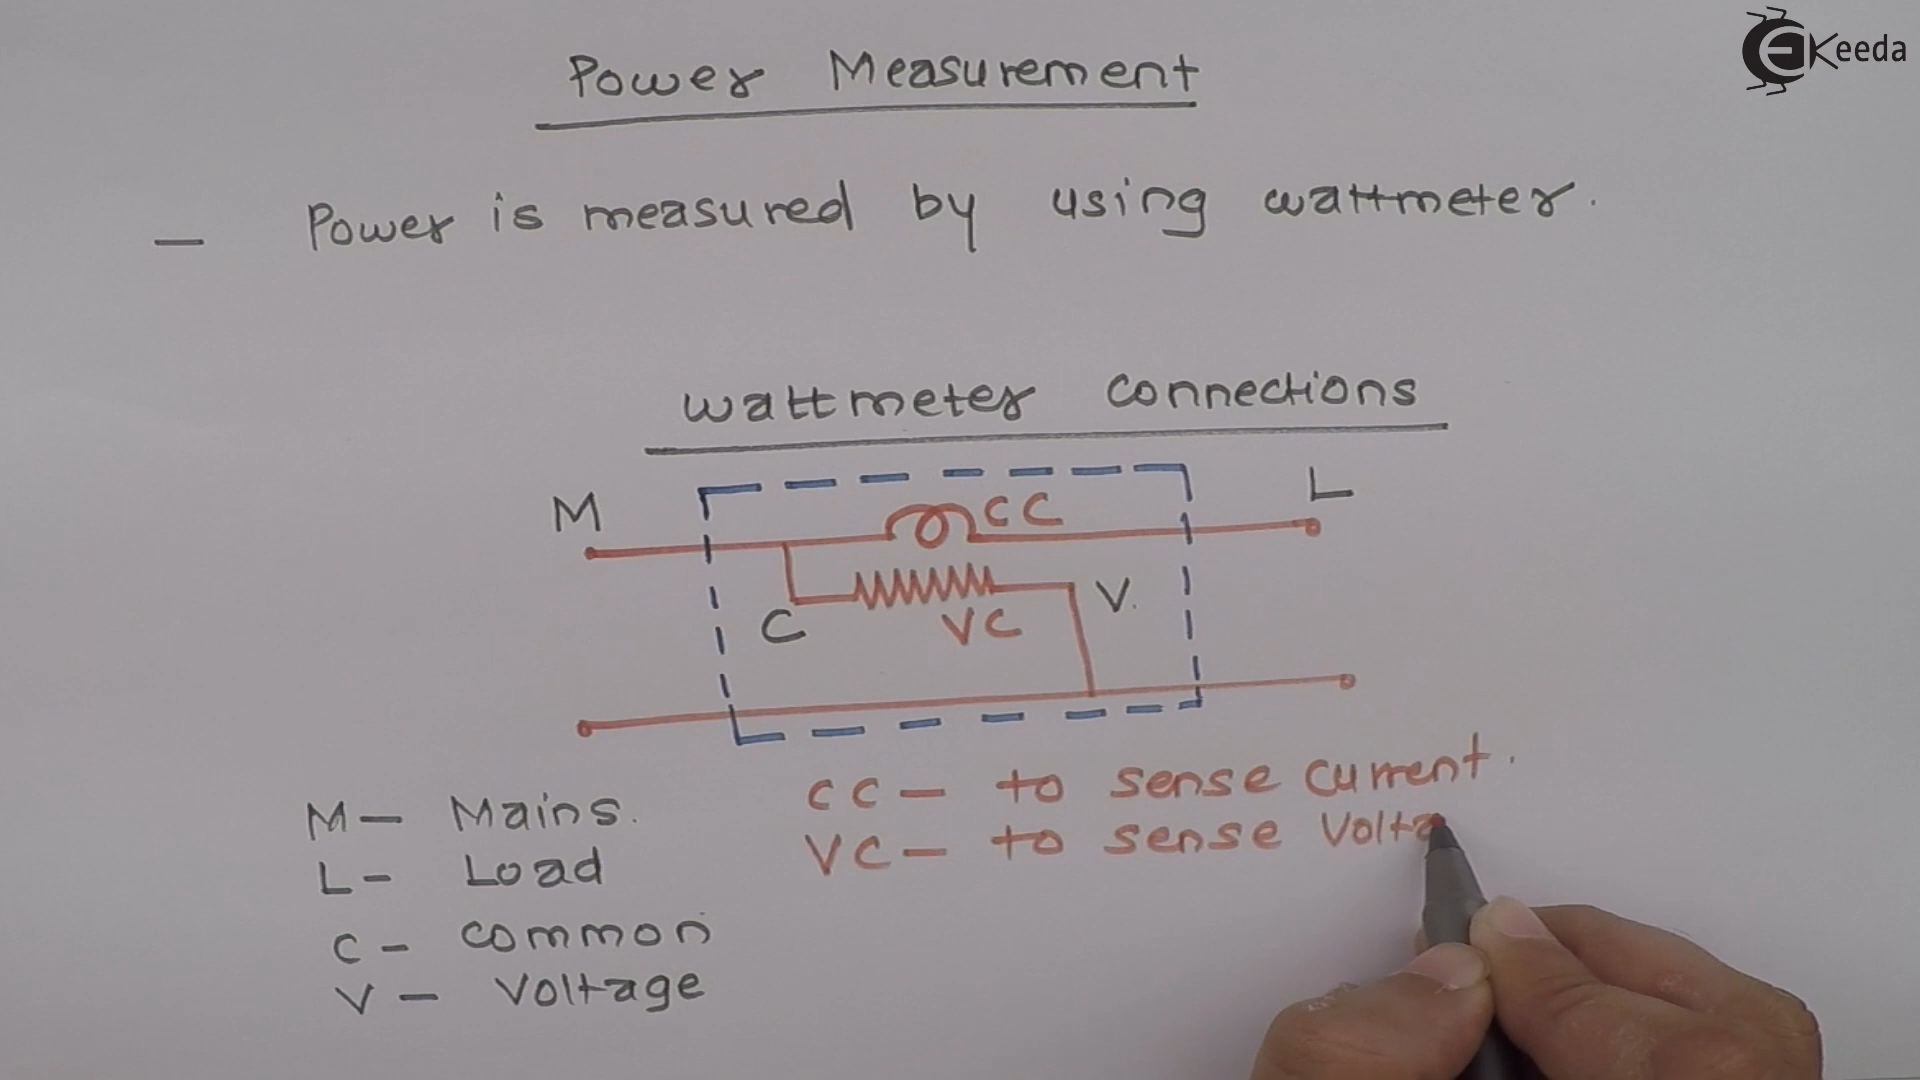 Keeda
Power Measurement
— Power is measured by using wattmeter.
wattmeter connections
M CC L
C VC V.
CC — to sense current.
VC — to sense Volta
M — Mains.
L - Load
C - common
V — Voltage